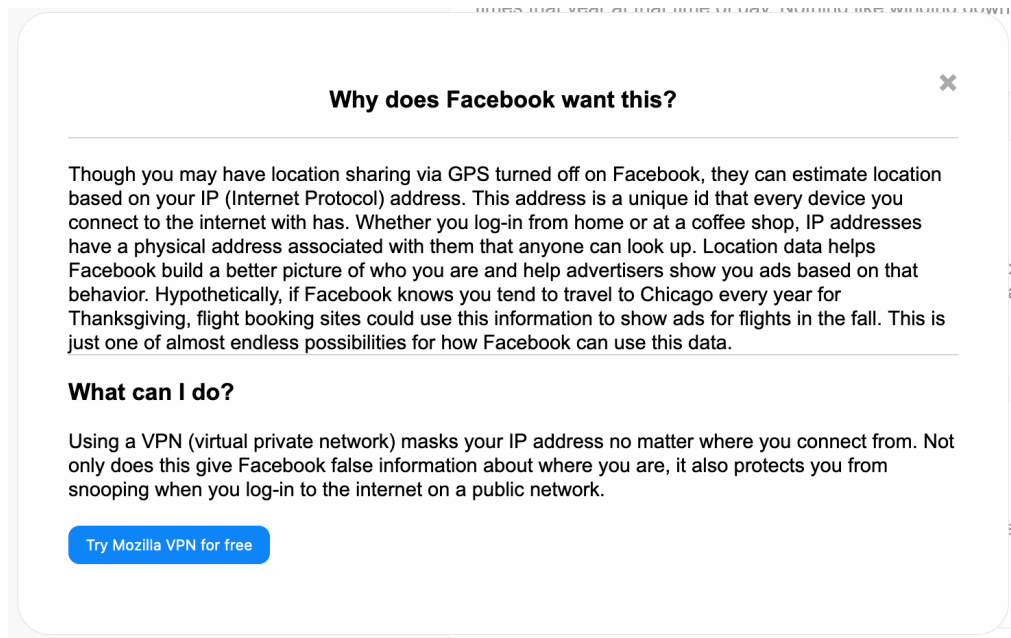 Why does Facebook want this?
Though you may have location sharing via GPS turned off on Facebook, they can estimate location
based on your IP (Internet Protocol) address. This address is a unique id that every device you
connect to the internet with has. Whether you log-in from home or at a coffee shop, IP addresses
have a physical address associated with them that anyone can look up. Location data helps
Facebook build a better picture of who you are and help advertisers show you ads based on that
behavior. Hypothetically, if Facebook knows you tend to travel to Chicago every year for
Thanksgiving, flight booking sites could use this information to show ads for flights in the fall. This is
just one of almost endless possibilities for how Facebook can use this data.
What can I do?
Using a VPN (virtual private network) masks your IP address no matter where you connect from. Not
only does this give Facebook false information about where you are, it also protects you from
snooping when you log-in to the internet on a public network.
Try Mozilla VPN for free